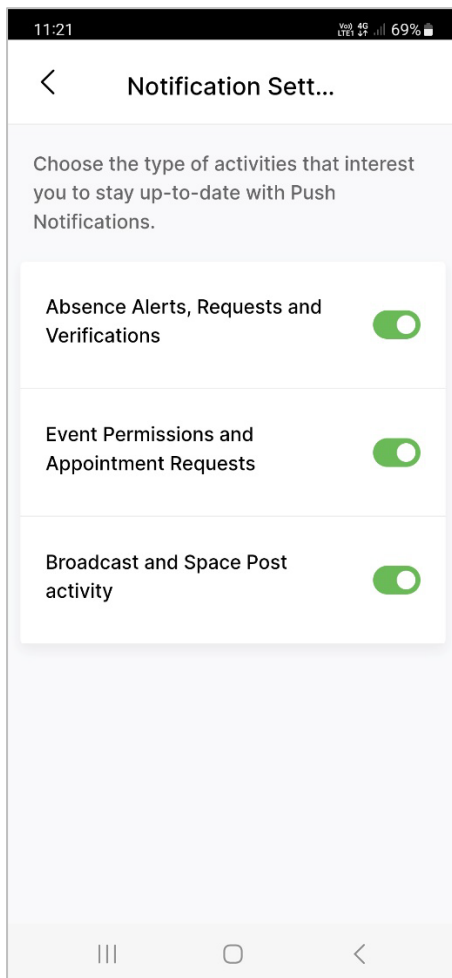 11:21
Vo)) 4G
LTE1 69%
Notification Sett...
Choose the type of activities that interest
you to stay up-to-date with Push
Notifications.
Absence Alerts, Requests and
Verifications
Event Permissions and
Appointment Requests
Broadcast and Space Post
activity